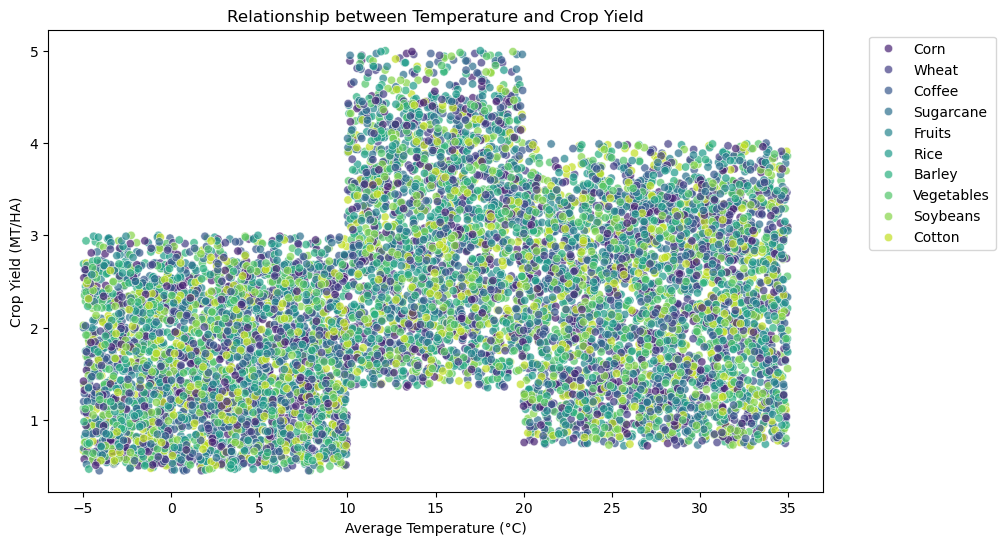 Relationship between Temperature and Crop Yield
Crop Yield (MT/HA)
5
4
3
2
1
−5
0
5
10
15
20
25
30
35
Average Temperature (°C)
Corn
Wheat
Coffee
Sugarcane
Fruits
Rice
Barley
Vegetables
Soybeans
Cotton